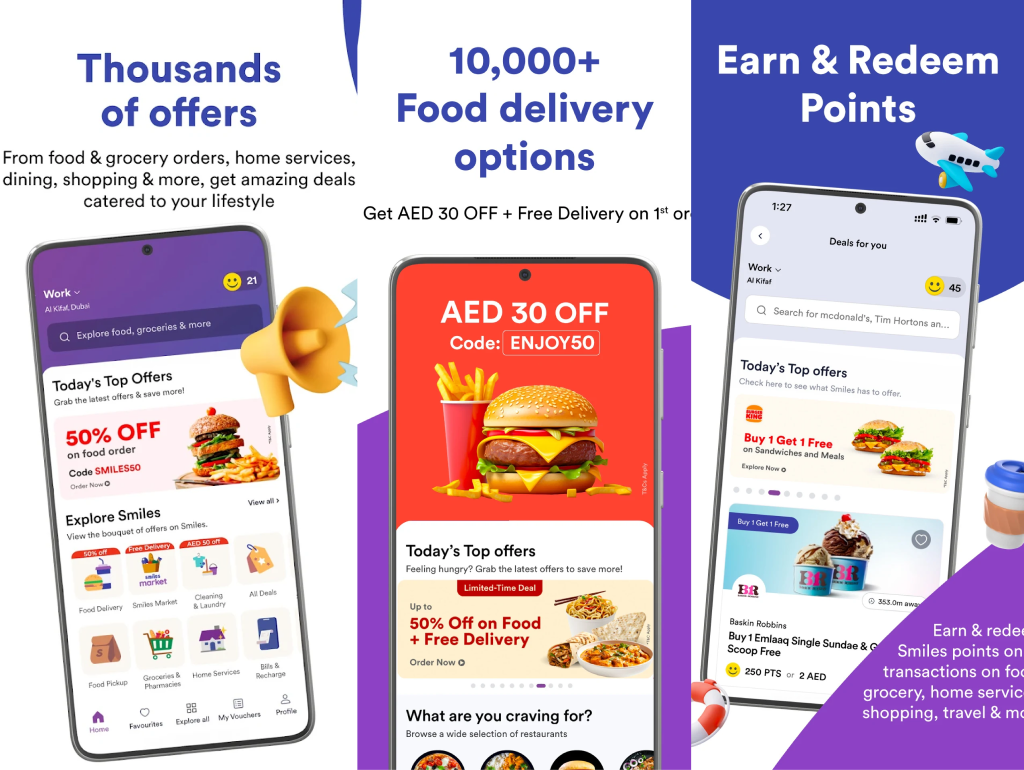 Thousands
of offers
From food & grocery orders, home services,
dining, shopping & more, get amazing deals
catered to your lifestyle
Work
Al Kifaf, Dubai
21
Explore food, groceries & more
Today's Top Offers
Grab the latest offers & save more!
50% OFF
on food order
Code SMILES50
Order Now
Explore Smiles
View all >
View the bouquet of offers on Smiles.
50% off
Free Delivery
AED 50 off
smiles
market
Food Delivery
Smiles Market
Cleaning
& Laundry
All Deals
Food Pickup
Groceries &
Pharmacies
Home Services
Bills &
Recharge
Home
Favourites
Explore all
My Vouchers
Profile
10,000+
Food delivery
options
Get AED 30 OFF + Free Delivery on 1st or
AED 30 OFF
Code: ENJOY50
T&Cs Apply
Today's Top offers
Feeling hungry? Grab the latest offers to save more!
Limited-Time Deal
Up to
50% Off on Food
+ Free Delivery
Order Now
What are you craving for?
Browse a wide selection of restaurants
Earn & Redeem
Points
1:27
Deals for you
Work
Al Kifaf
45
Search for mcdonald's, Tim Hortons an...
Today's Top offers
Check here to see what Smiles has to offer.
BURGER
KING
Buy 1 Get 1 Free
on Sandwiches and Meals
Explore Now
Buy 1 Get 1 Free
BR
BR
BR
353.0m away
Baskin Robbins
Buy 1 Emlaaq Single Sundae & G
Scoop Free
250 PTS or 2 AED
Earn & redee
Smiles points on
transactions on foo
grocery, home service
shopping, travel & mo